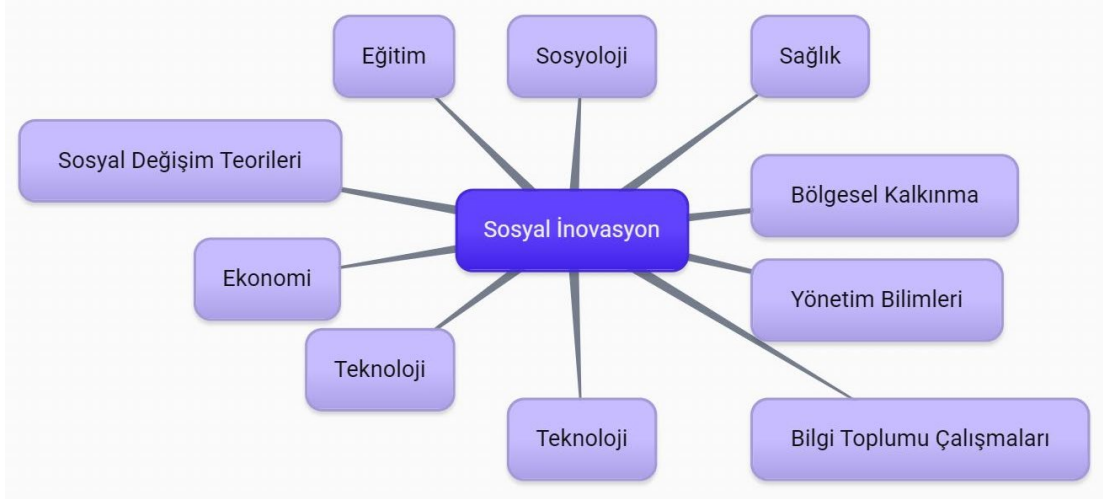 Eğitim
Sosyoloji
Sağlık
Sosyal Değişim Teorileri
Bölgesel Kalkınma
Sosyal İnovasyon
Ekonomi
Yönetim Bilimleri
Teknoloji
Teknoloji
Bilgi Toplumu Çalışmaları